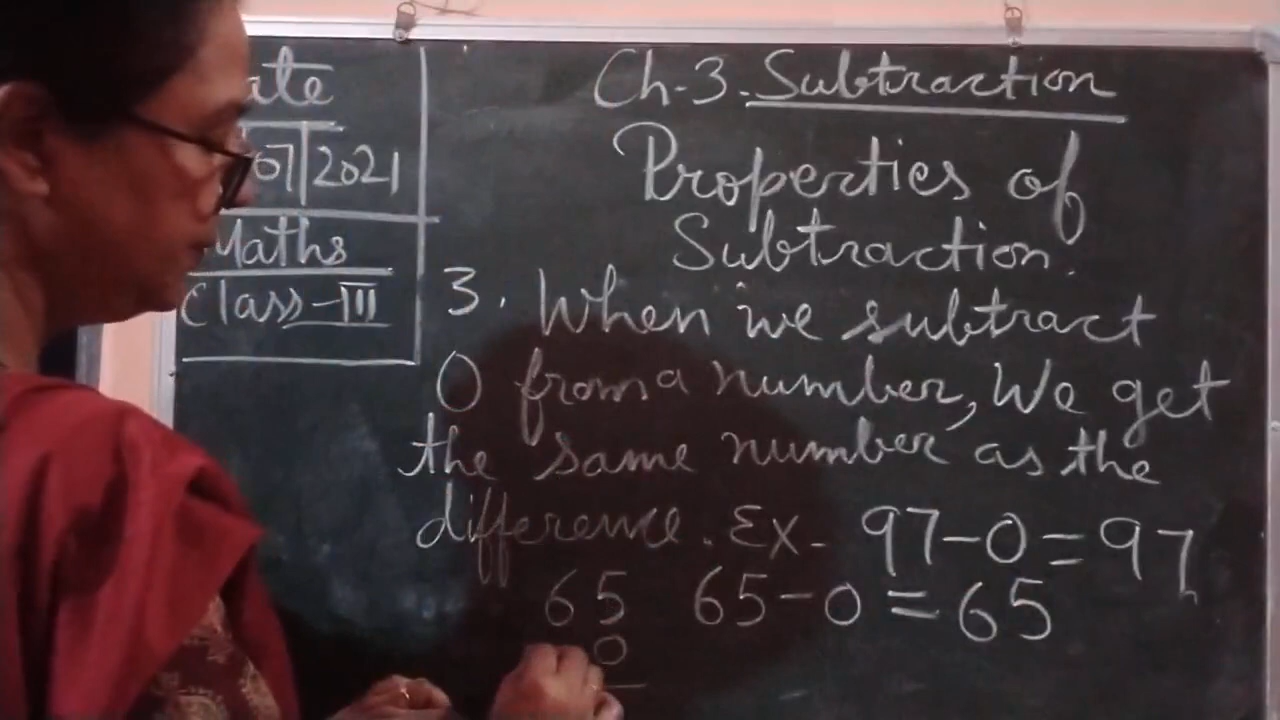 07/2021
Maths
Class-III
Ch-3. Subtraction
Properties of
Subtraction.
3. When we subtract
0 from a number, We get
the same number as the
difference. Ex- 97-0=97
65 65-0=65
0